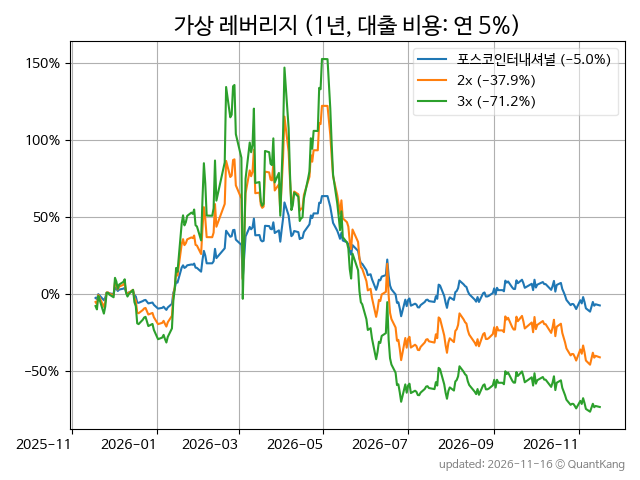 가상 레버리지 (1년, 대출 비용: 연 5%)
포스코인터내셔널 (−5.0%)
2x (−37.9%)
3x (−71.2%)
150%
100%
50%
0%
−50%
2025-11 2026-01 2026-03 2026-05 2026-07 2026-09 2026-11
updated: 2026-11-16 © QuantKang